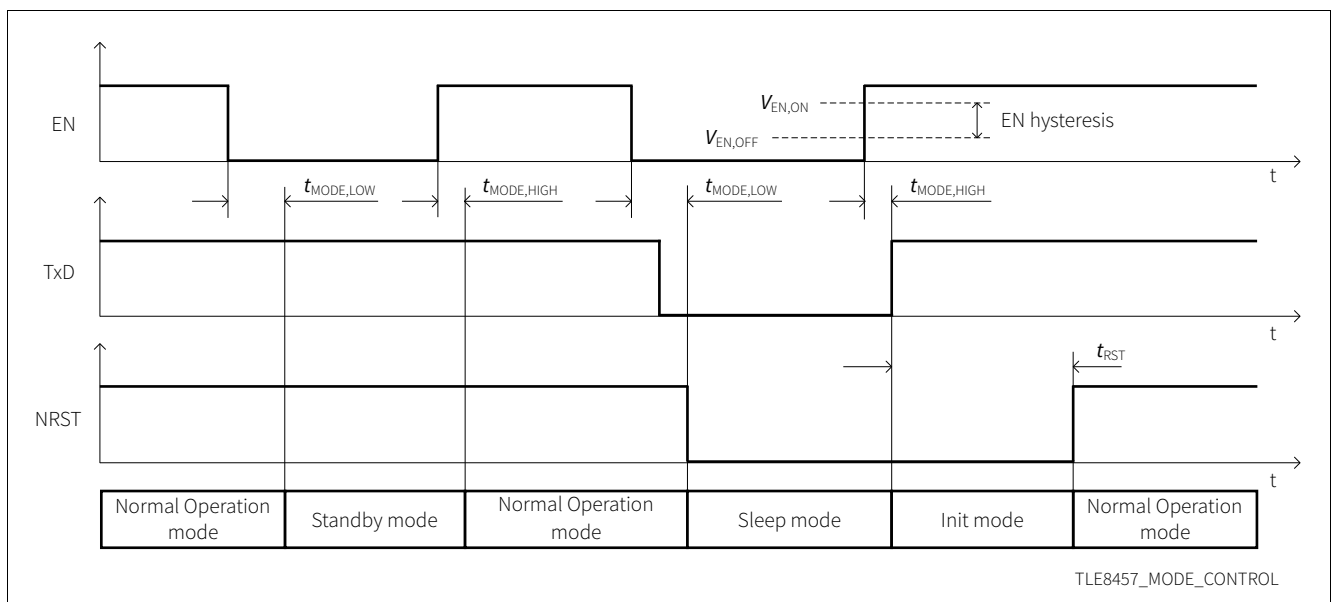 EN
V_EN,ON
V_EN,OFF
EN hysteresis
t
t_MODE,LOW
t_MODE,HIGH
t_MODE,LOW
t_MODE,HIGH
TxD
t
t_RST
NRST
t
Normal Operation
mode
Standby mode
Normal Operation
mode
Sleep mode
Init mode
Normal Operation
mode
TLE8457_MODE_CONTROL